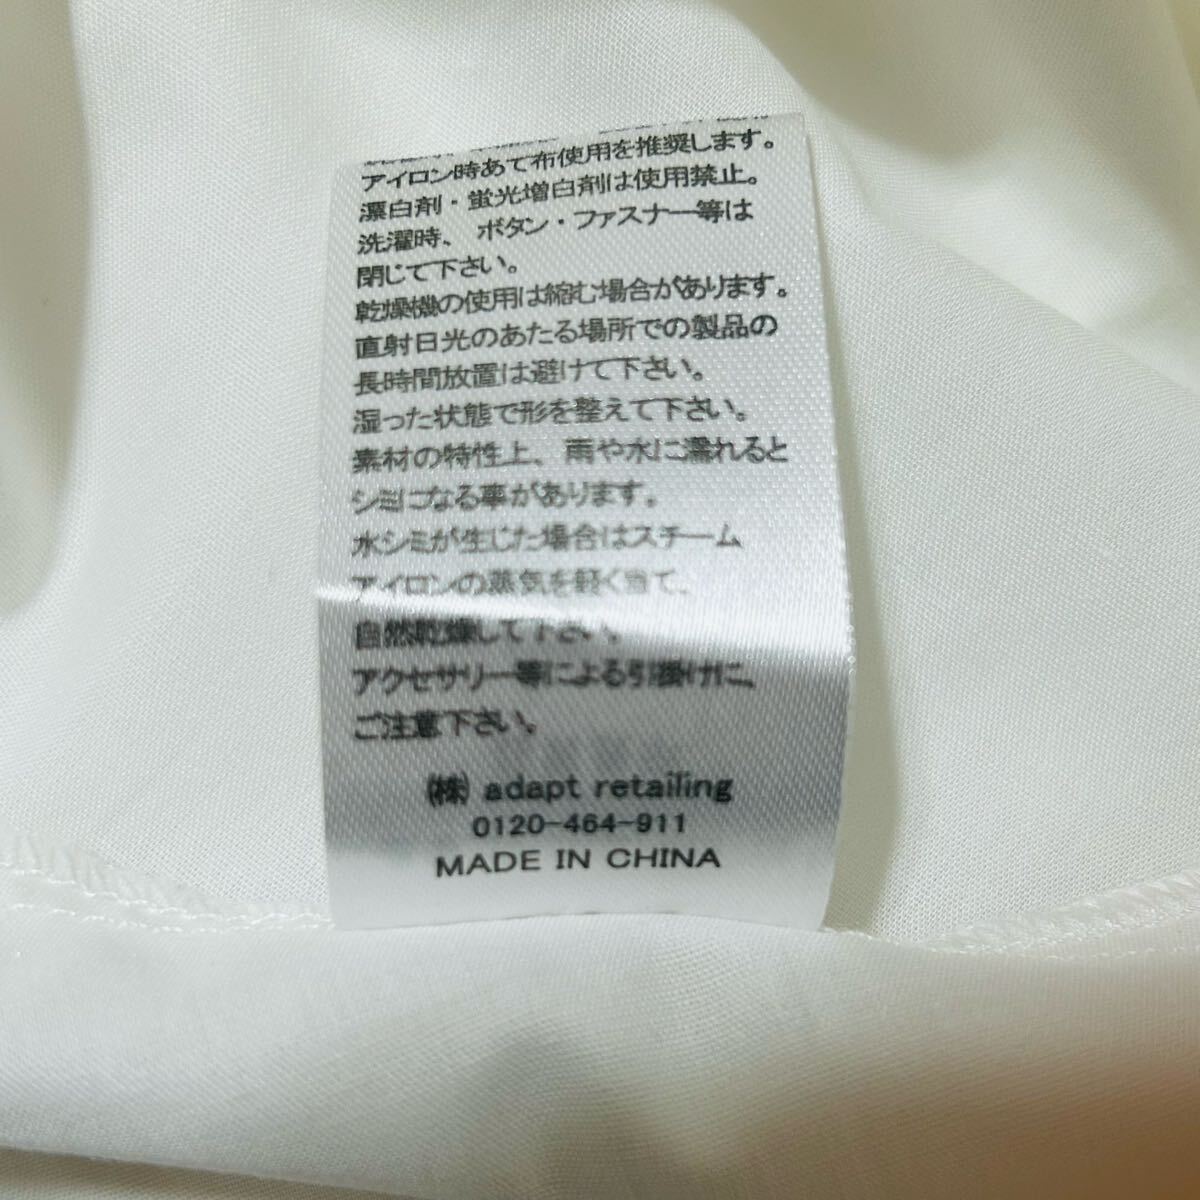 アイロン時あて布使用を推奨します。
漂白剤・蛍光増白剤は使用禁止。
洗濯時、ボタン・ファスナー等は
閉じて下さい。
乾燥機の使用は縮む場合があります。
直射日光のあたる場所での製品の
長時間放置は避けて下さい。
湿った状態で形を整えて下さい。
素材の特性上、雨や水に濡れると
シミになる事があります。
水シミが生じた場合はスチーム
アイロンの蒸気を軽く当て、
自然乾燥して下さい。
アクセサリー等による引掛けに、
ご注意下さい。
㈱ adapt retailing
0120-464-911
MADE IN CHINA